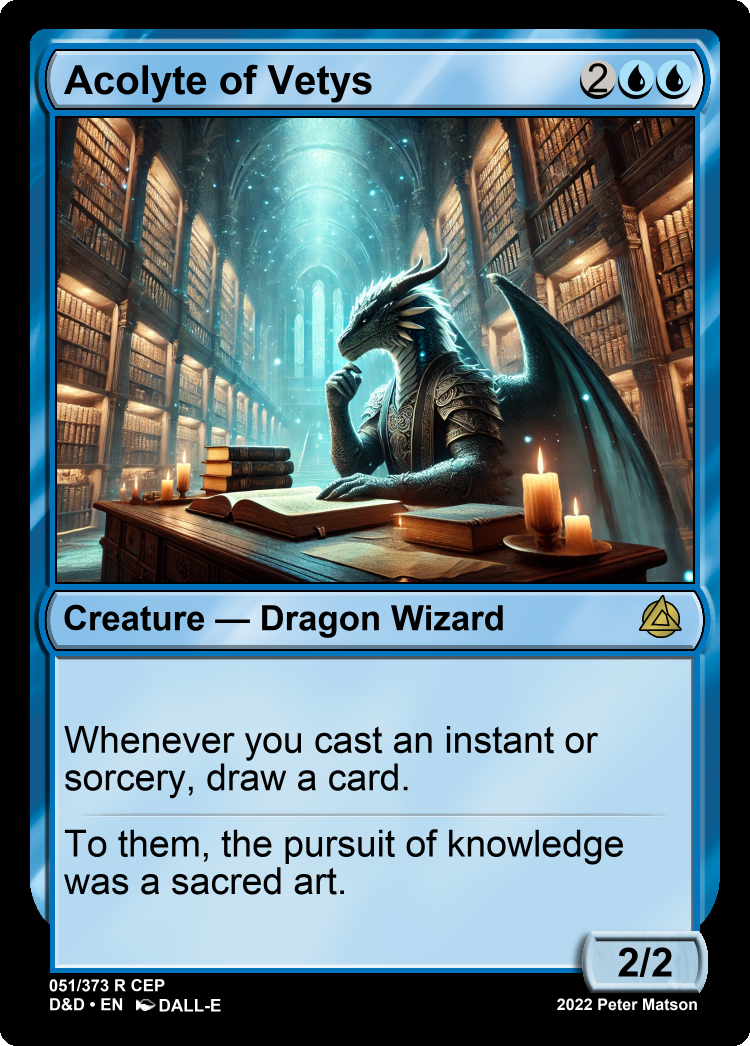 Acolyte of Vetys 2
Creature — Dragon Wizard
Whenever you cast an instant or
sorcery, draw a card.
To them, the pursuit of knowledge
was a sacred art.
2/2
051/373 R CEP
D&D • EN DALL-E
2022 Peter Matson